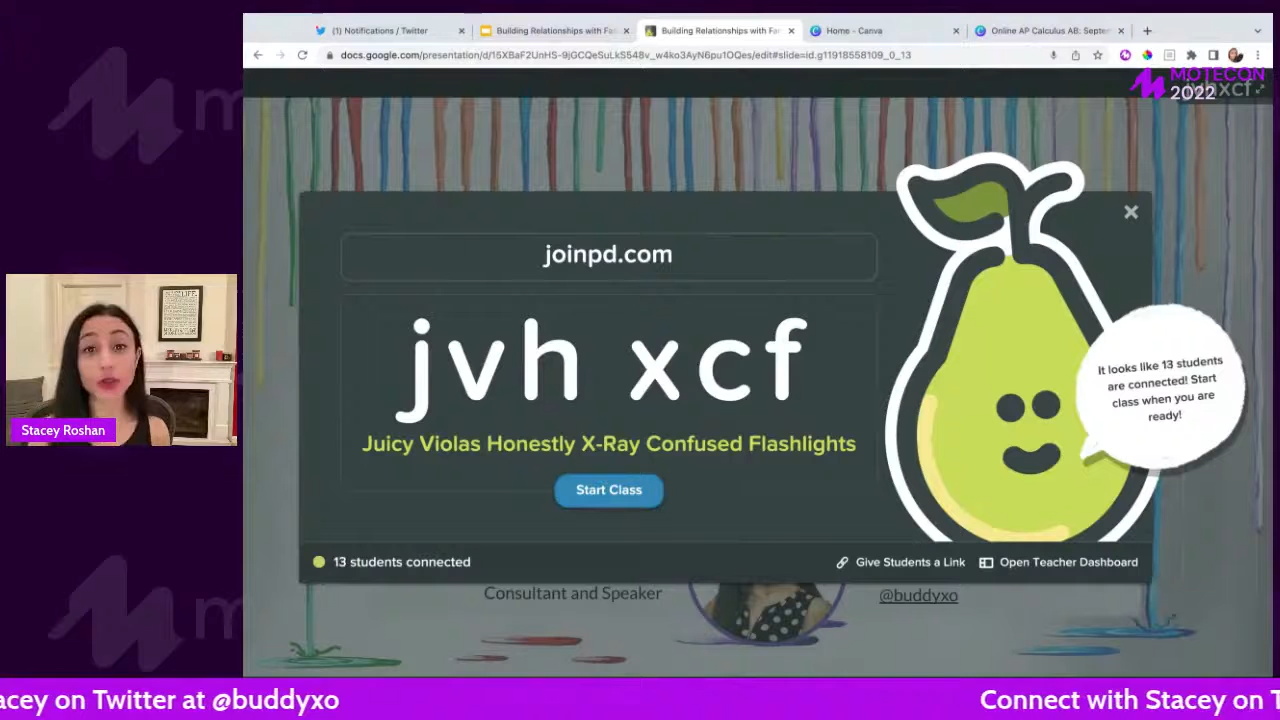 (1) Notifications / Twitter
Building Relationships with Fa
Building Relationships with Far
Home - Canva
Online AP Calculus AB: Septem
docs.google.com/presentation/d/15XBaF2UnHS-9jGCQeSuLkS548v_w4ko3AyN6pu1OQes/edit#slide=id.g11918558109_0_13
MOTECON
2022
jvhxcf
joinpd.com
jvh xcf
Juicy Violas Honestly X-Ray Confused Flashlights
Start Class
It looks like 13 students
are connected! Start
class when you are
ready!
13 students connected
Give Students a Link
Open Teacher Dashboard
Consultant and Speaker
@buddyxo
LIFE.
Stacey Roshan
acey on Twitter at @buddyxo
Connect with Stacey on T